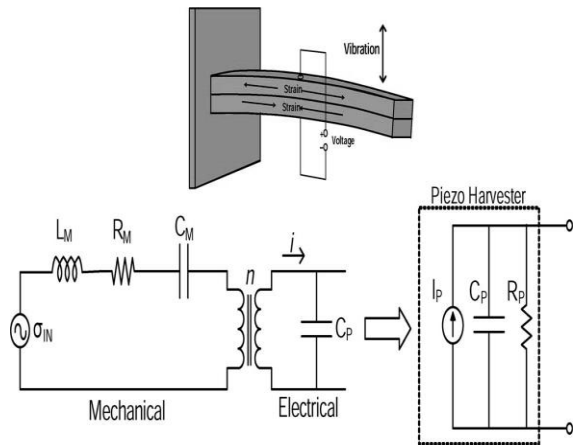 Vibration
Strain
Strain
+
-
Voltage
Piezo Harvester
L_M
R_M
C_M
i
n
σ_IN
C_P
I_P
C_P
R_P
Mechanical
Electrical